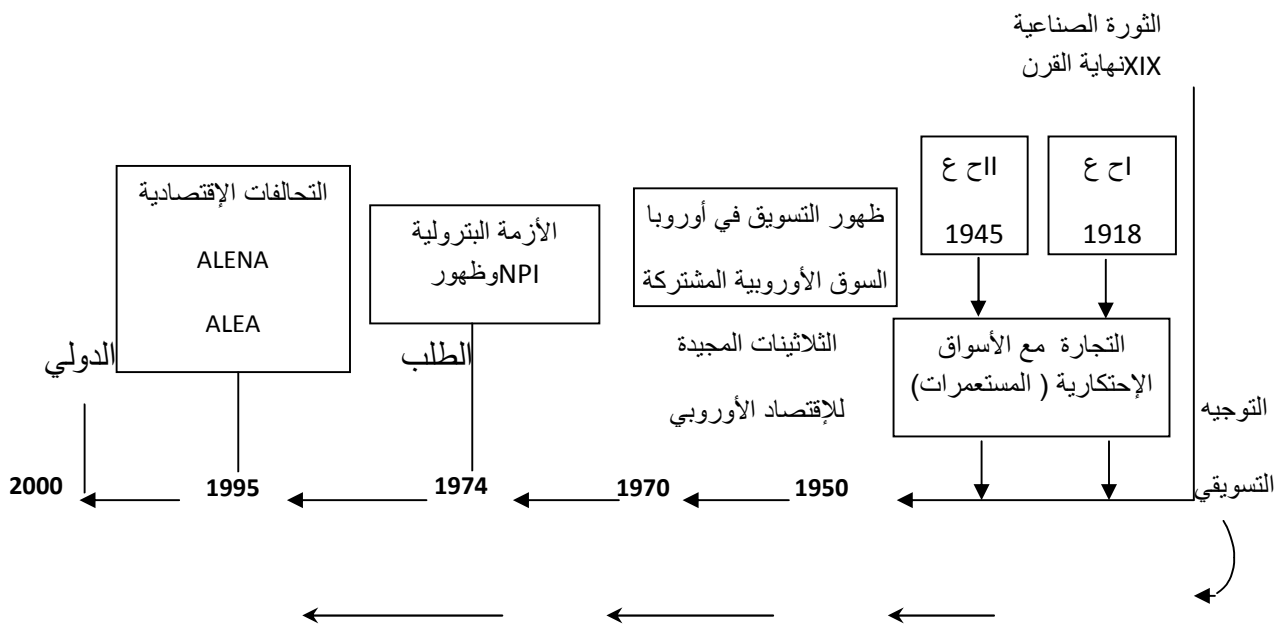 الثورة الصناعية
نهاية القرن XIX
ح ع I
1918
ح ع II
1945
ظهور التسويق في أوروبا
السوق الأوروبية المشتركة
الأزمة البترولية
وظهور NPI
التحالفات الإقتصادية
ALENA
ALEA
التجارة مع الأسواق
الإحتكارية ( المستعمرات)
الثلاثينات المجيدة
للإقتصاد الأوروبي
الطلب
الدولي
التوجيه
التسويقي
1950
1970
1974
1995
2000